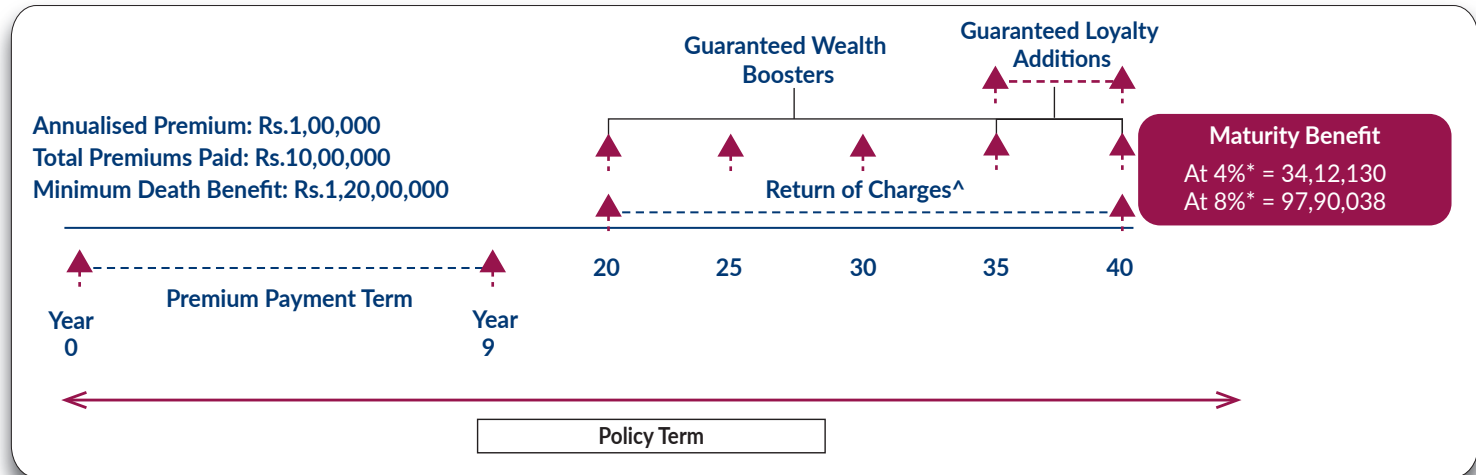 Guaranteed Wealth
Boosters
Guaranteed Loyalty
Additions
Annualised Premium: Rs.1,00,000
Total Premiums Paid: Rs.10,00,000
Minimum Death Benefit: Rs.1,20,00,000
Maturity Benefit
At 4%* = 34,12,130
At 8%* = 97,90,038
Return of Charges^
20 25 30 35 40
Premium Payment Term
Year
0
Year
9
Policy Term